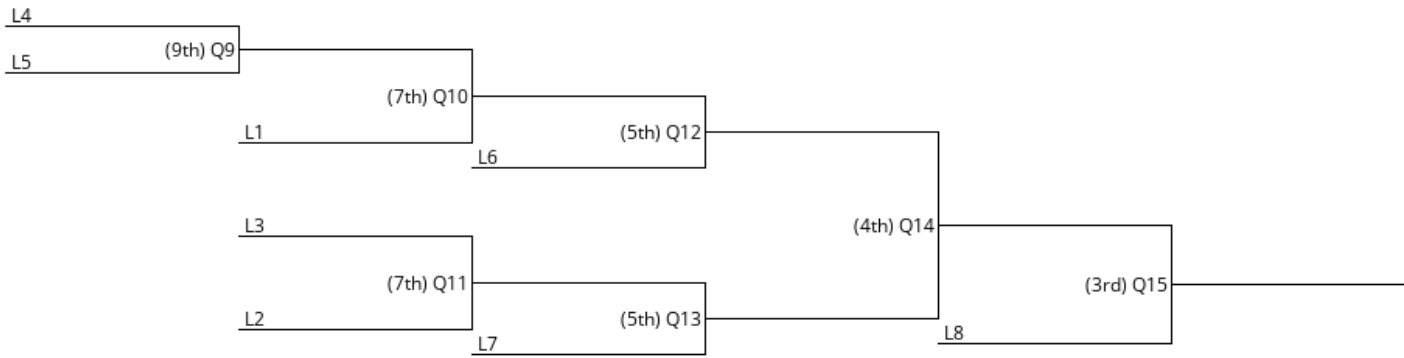 L4
(9th) Q9
L5
(7th) Q10
L1
(5th) Q12
L6
L3
(4th) Q14
(7th) Q11
(3rd) Q15
L2
(5th) Q13
L8
L7